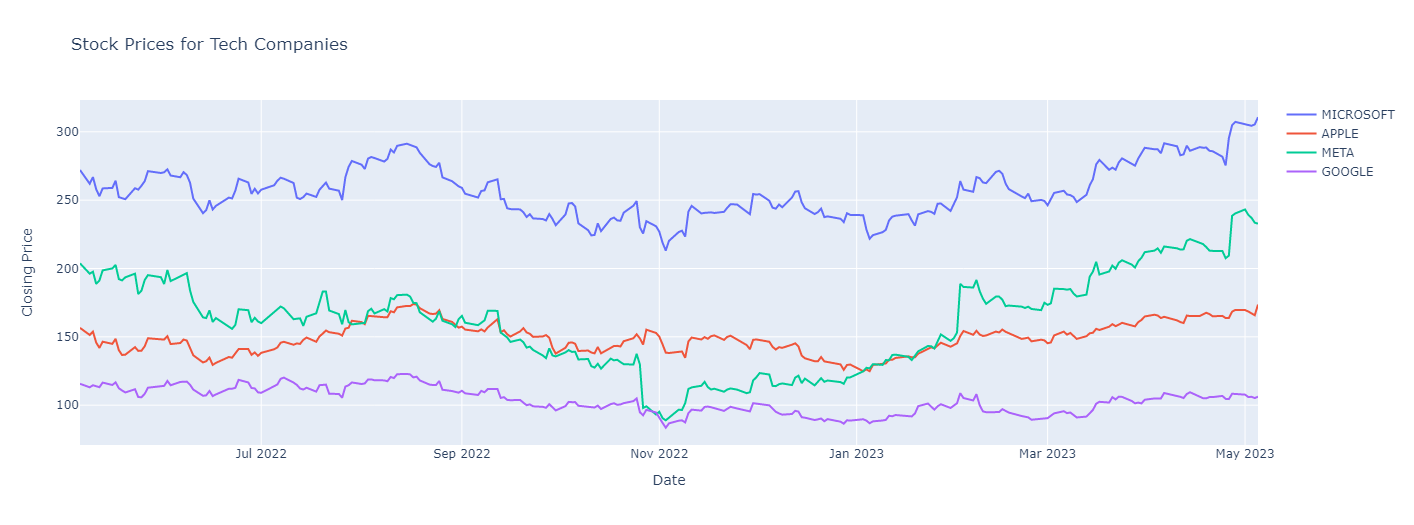 Stock Prices for Tech Companies
MICROSOFT
APPLE
META
GOOGLE
Closing Price
300
250
200
150
100
Jul 2022
Sep 2022
Nov 2022
Jan 2023
Mar 2023
May 2023
Date